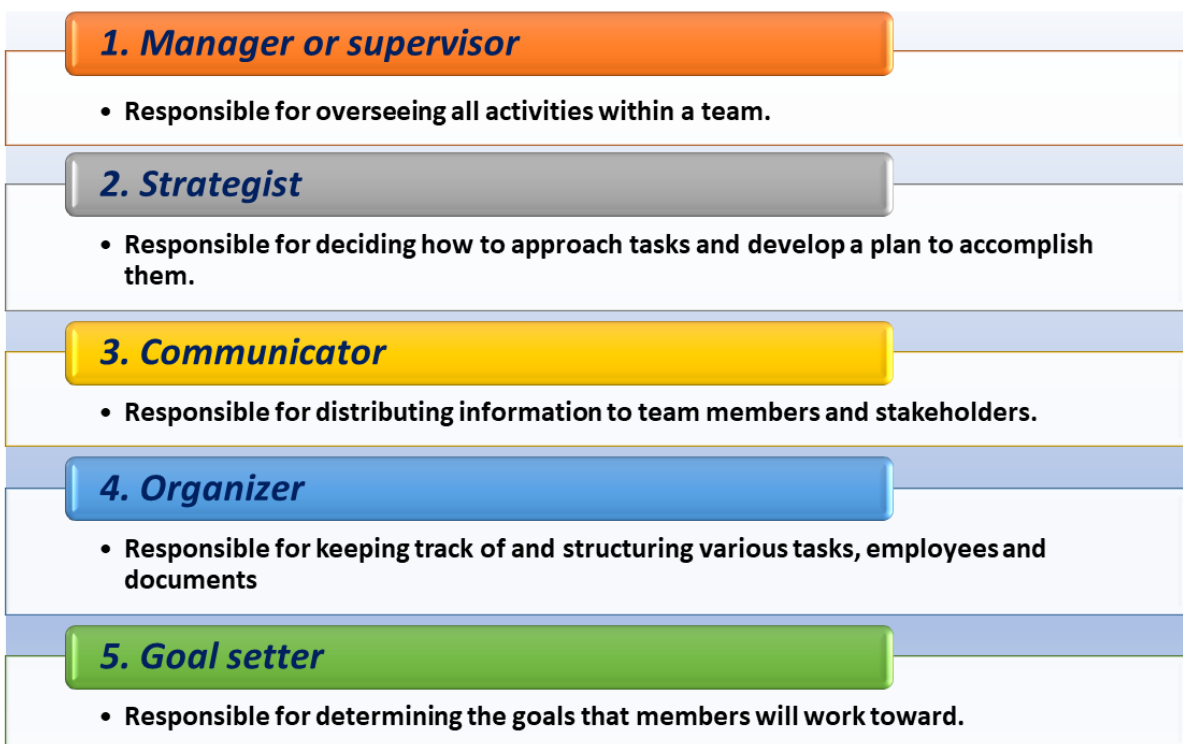 1. Manager or supervisor
• Responsible for overseeing all activities within a team.
2. Strategist
• Responsible for deciding how to approach tasks and develop a plan to accomplish
them.
3. Communicator
• Responsible for distributing information to team members and stakeholders.
4. Organizer
• Responsible for keeping track of and structuring various tasks, employees and
documents
5. Goal setter
• Responsible for determining the goals that members will work toward.